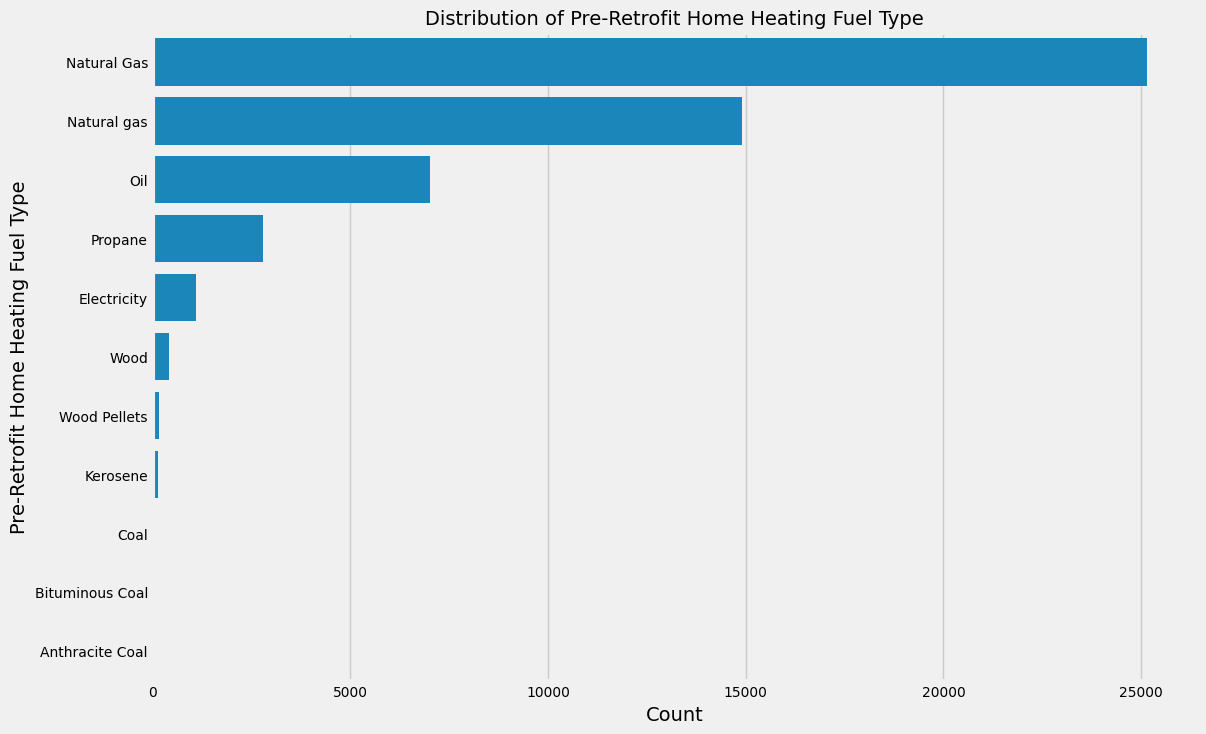 Distribution of Pre-Retrofit Home Heating Fuel Type
Pre-Retrofit Home Heating Fuel Type
Natural Gas
Natural gas
Oil
Propane
Electricity
Wood
Wood Pellets
Kerosene
Coal
Bituminous Coal
Anthracite Coal
0 5000 10000 15000 20000 25000
Count